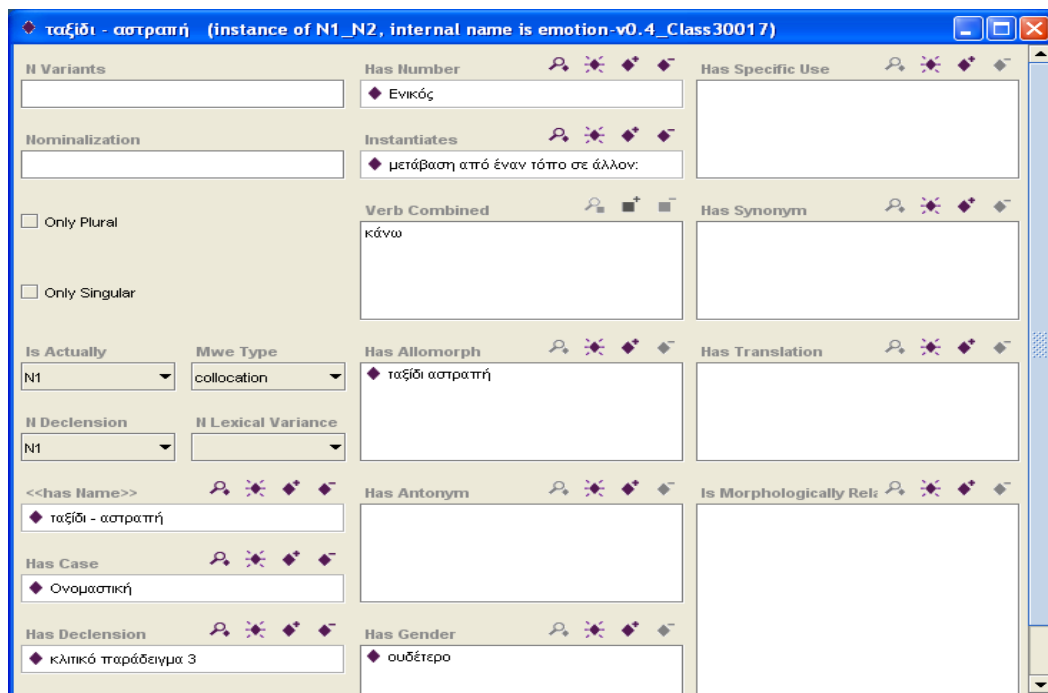 ταξίδι - αστραπή (instance of N1_N2, internal name is emotion-v0.4_Class30017)
N Variants
Has Number
Ενικός
Has Specific Use
Nominalization
Instantiates
μετάβαση από έναν τόπο σε άλλον:
Only Plural
Verb Combined
κάνω
Has Synonym
Only Singular
Is Actually
N1
Mwe Type
collocation
Has Allomorph
ταξίδι αστραπή
Has Translation
N Declension
N1
N Lexical Variance
<<has Name>>
ταξίδι - αστραπή
Has Antonym
Is Morphologically Rela
Has Case
Ονομαστική
Has Declension
κλιτικό παράδειγμα 3
Has Gender
ουδέτερο